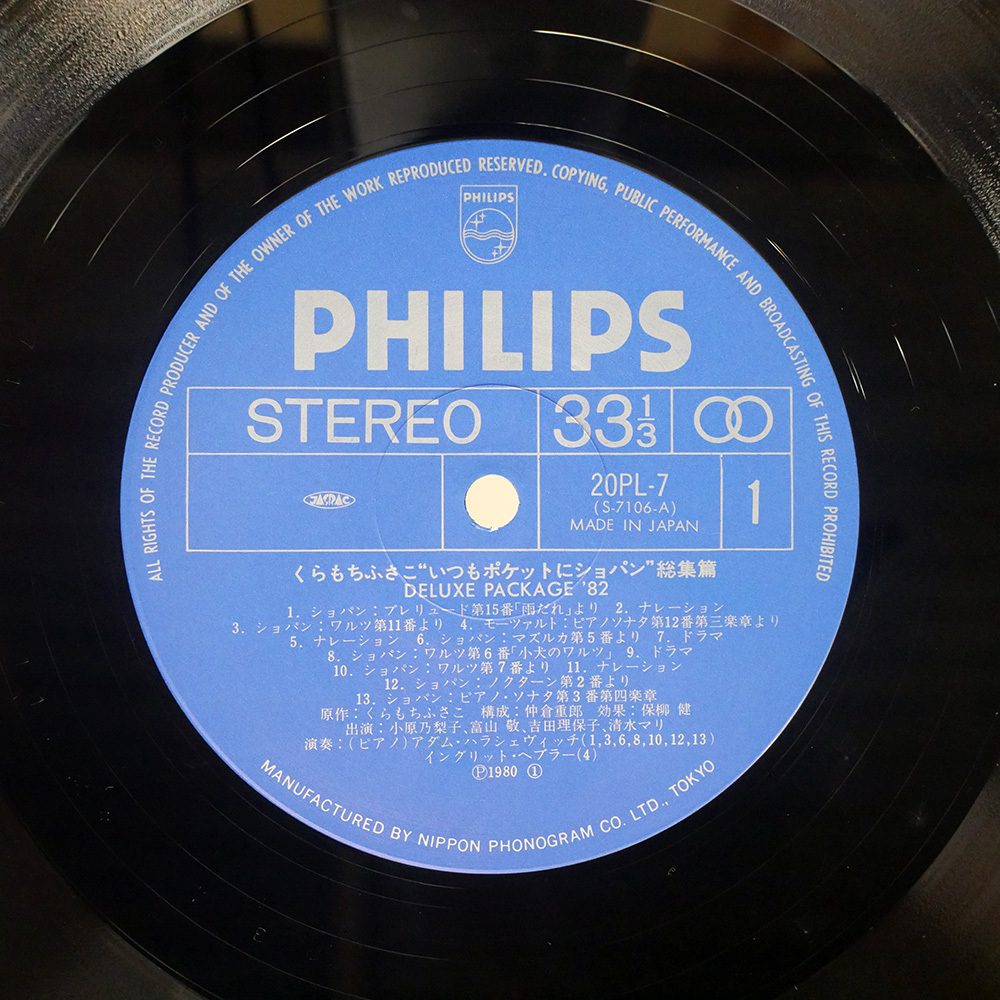 ALL RIGHTS OF THE RECORD PRODUCER AND OF THE OWNER OF THE WORK REPRODUCED RESERVED. COPYING, PUBLIC PERFORMANCE AND BROADCASTING OF THIS RECORD PROHIBITED
PHILIPS
PHILIPS
STEREO 33 1/3
JASRAC 20PL-7 1
(S-7106-A)
MADE IN JAPAN
くらもちふさこ“いつもポケットにショパン”総集篇
DELUXE PACKAGE '82
1. ショパン：プレリュード第15番「雨だれ」より 2. ナレーション
3. ショパン：ワルツ第11番より 4. モーツァルト：ピアノソナタ第12番第三楽章より
5. ナレーション 6. ショパン：マズルカ第5番より 7. ドラマ
8. ショパン：ワルツ第6番「小犬のワルツ」 9. ドラマ
10. ショパン：ワルツ第7番より 11. ナレーション
12. ショパン：ノクターン第2番より
13. ショパン：ピアノ・ソナタ第3番第四楽章
原作：くらもちふさこ 構成：仲倉重郎 効果：保柳 健
出演：小原乃梨子、富山 敬、吉田理保子、清水マリ
演奏：(ピアノ)アダム・ハラシェヴィッチ(1,3,6,8,10,12,13)
イングリット・ヘブラー(4)
Ⓟ1980 ①
MANUFACTURED BY NIPPON PHONOGRAM CO. LTD., TOKYO